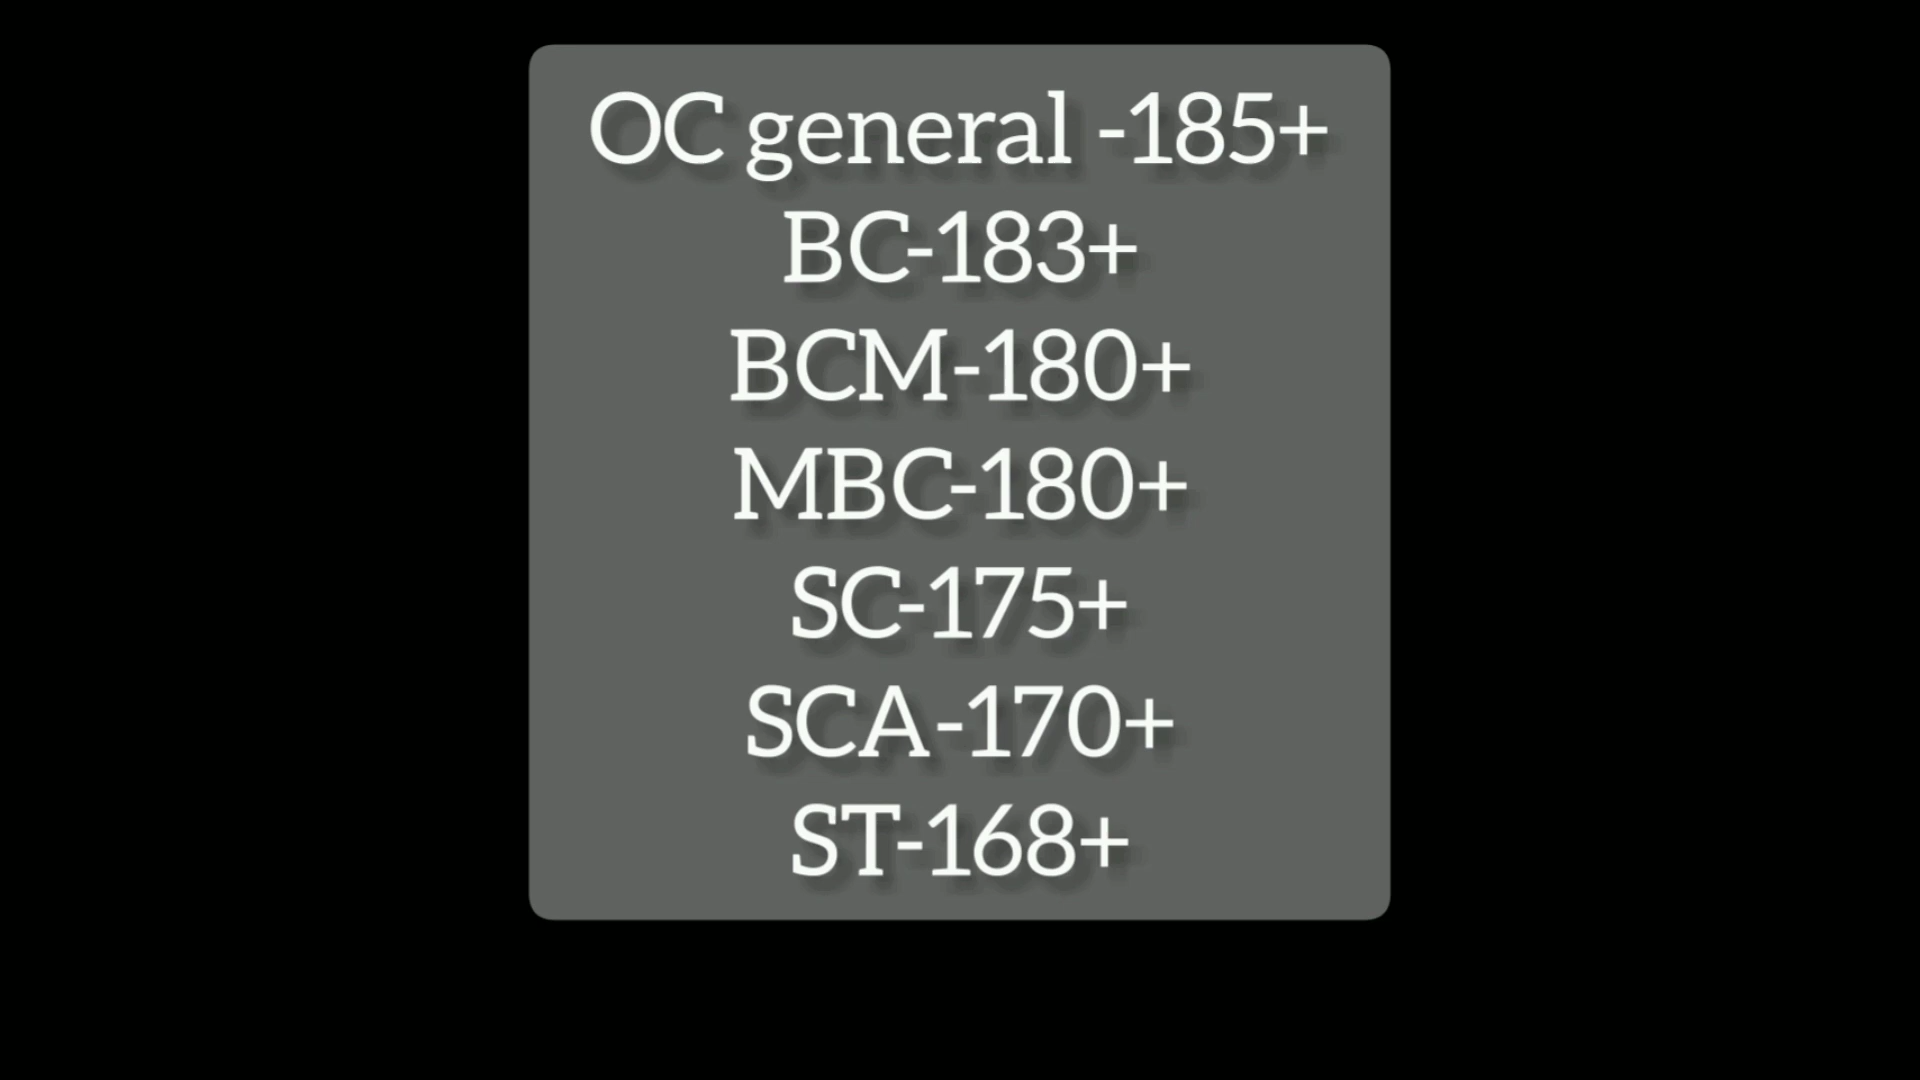 OC general -185+
BC-183+
BCM-180+
MBC-180+
SC-175+
SCA-170+
ST-168+